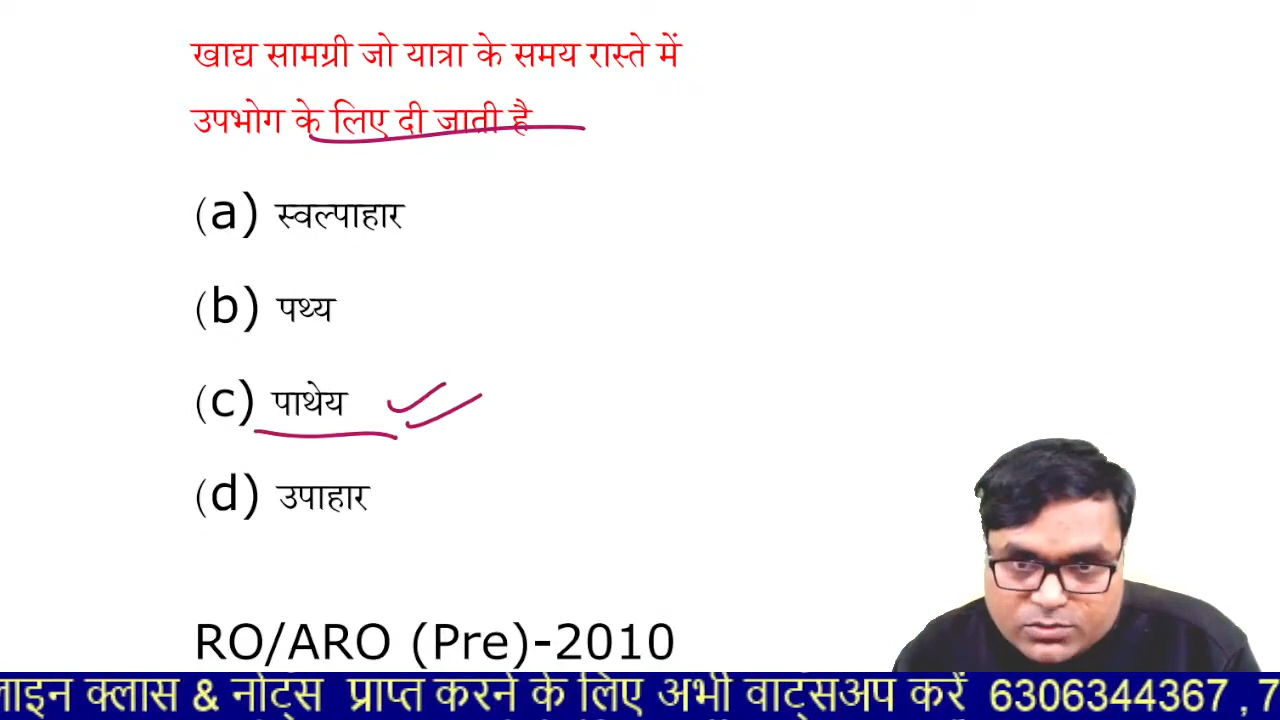 खाद्य सामग्री जो यात्रा के समय रास्ते में
उपभोग के लिए दी जाती है
(a) स्वल्पाहार
(b) पथ्य
(c) पाथेय
(d) उपाहार
RO/ARO (Pre)-2010
लाइन क्लास & नोट्स प्राप्त करने के लिए अभी वाट्सअप करें 6306344367 , 7